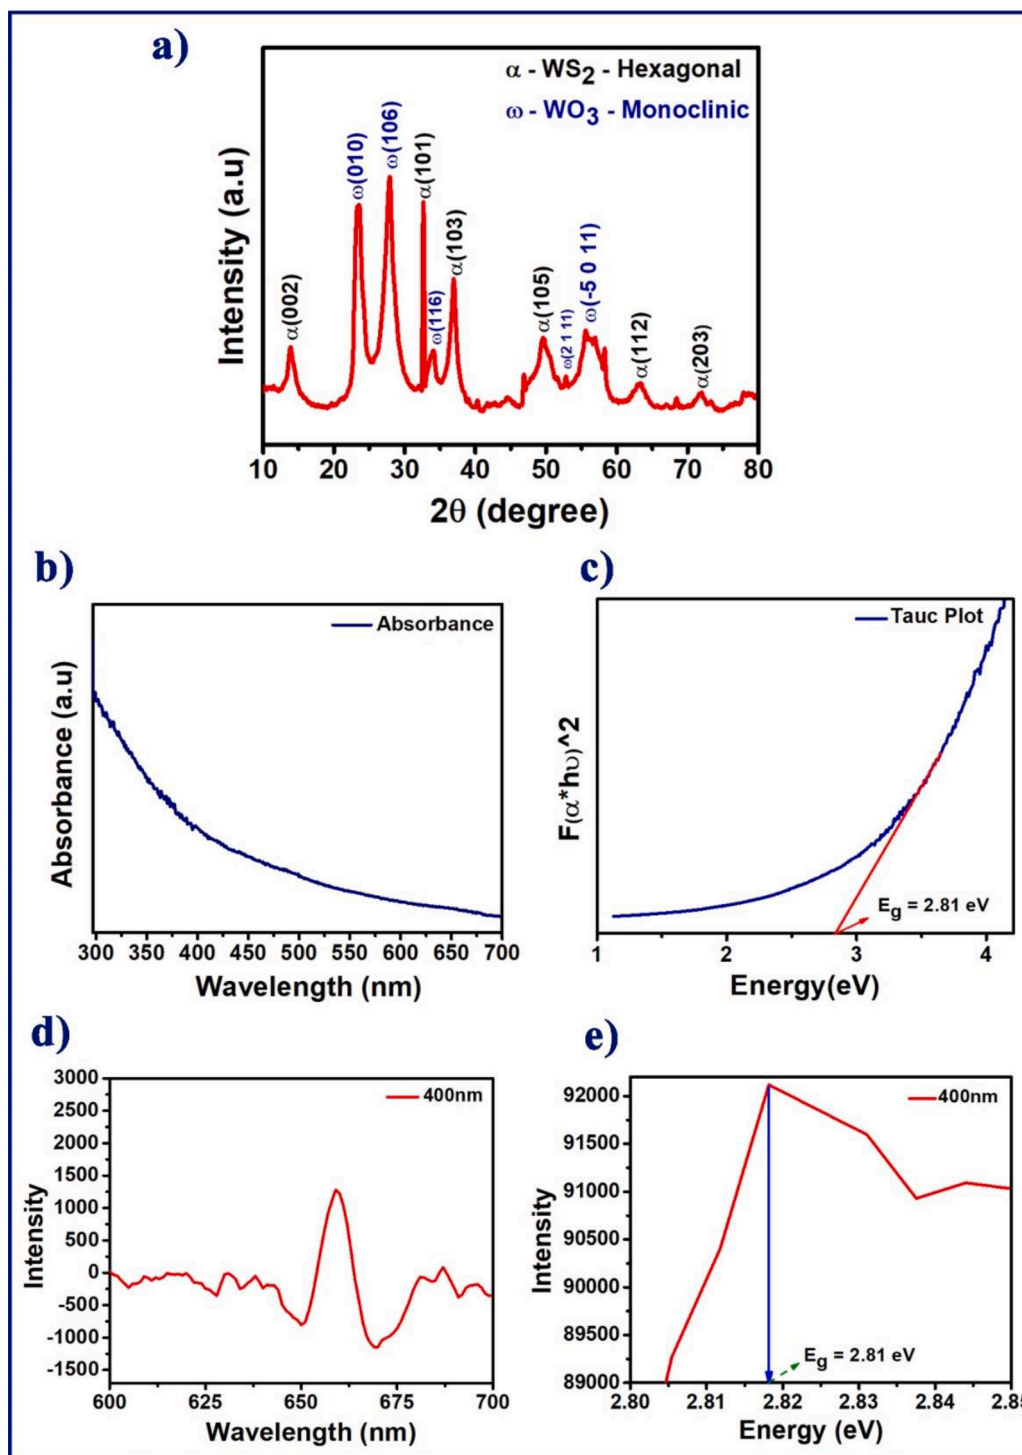 a)
α - WS2 - Hexagonal
ω - WO3 - Monoclinic
α(002)
ω(010)
ω(106)
α(101)
ω(116)
α(103)
α(105)
ω(2 1 11)
ω(-5 0 11)
α(112)
α(203)
Intensity (a.u)
10 20 30 40 50 60 70 80
2θ (degree)
b)
Absorbance
Absorbance (a.u)
300 350 400 450 500 550 600 650 700
Wavelength (nm)
c)
Tauc Plot
F(α*hυ)^2
Eg = 2.81 eV
1 2 3 4
Energy(eV)
d)
400nm
3000
2500
2000
1500
1000
500
0
-500
-1000
-1500
Intensity
600 625 650 675 700
Wavelength (nm)
e)
400nm
92000
91000
90000
89000
Intensity
Eg = 2.81 eV
2.80 2.81 2.82 2.83 2.84 2.85
Energy (eV)